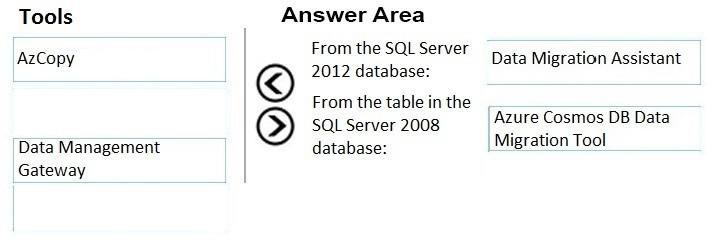 Tools
AzCopy
Data Management
Gateway
Answer Area
From the SQL Server
2012 database:
Data Migration Assistant
From the table in the
SQL Server 2008
database:
Azure Cosmos DB Data
Migration Tool